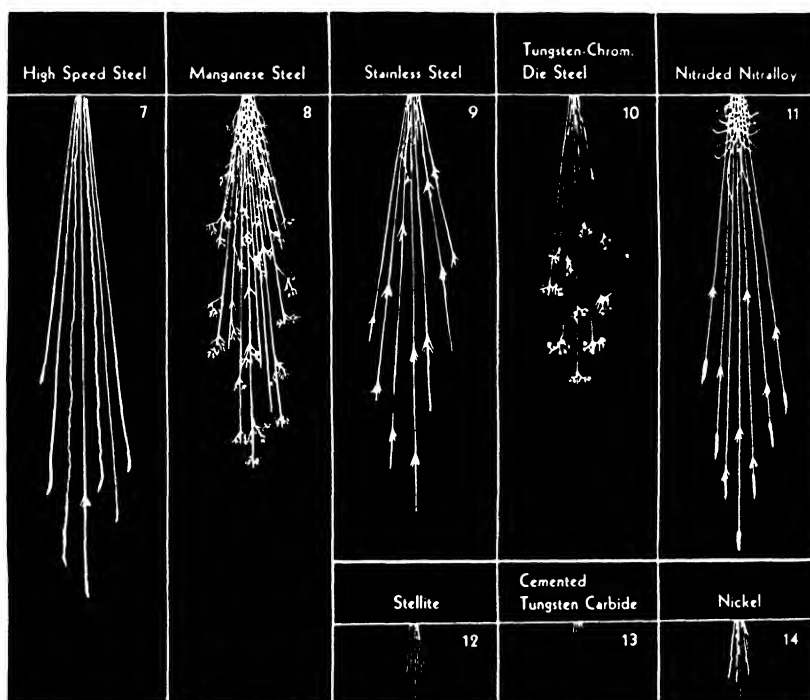 High Speed Steel
7
Manganese Steel
8
Stainless Steel
9
Tungsten-Chrom.
Die Steel
10
Nitrided Nitralloy
11
Stellite
12
Cemented
Tungsten Carbide
13
Nickel
14